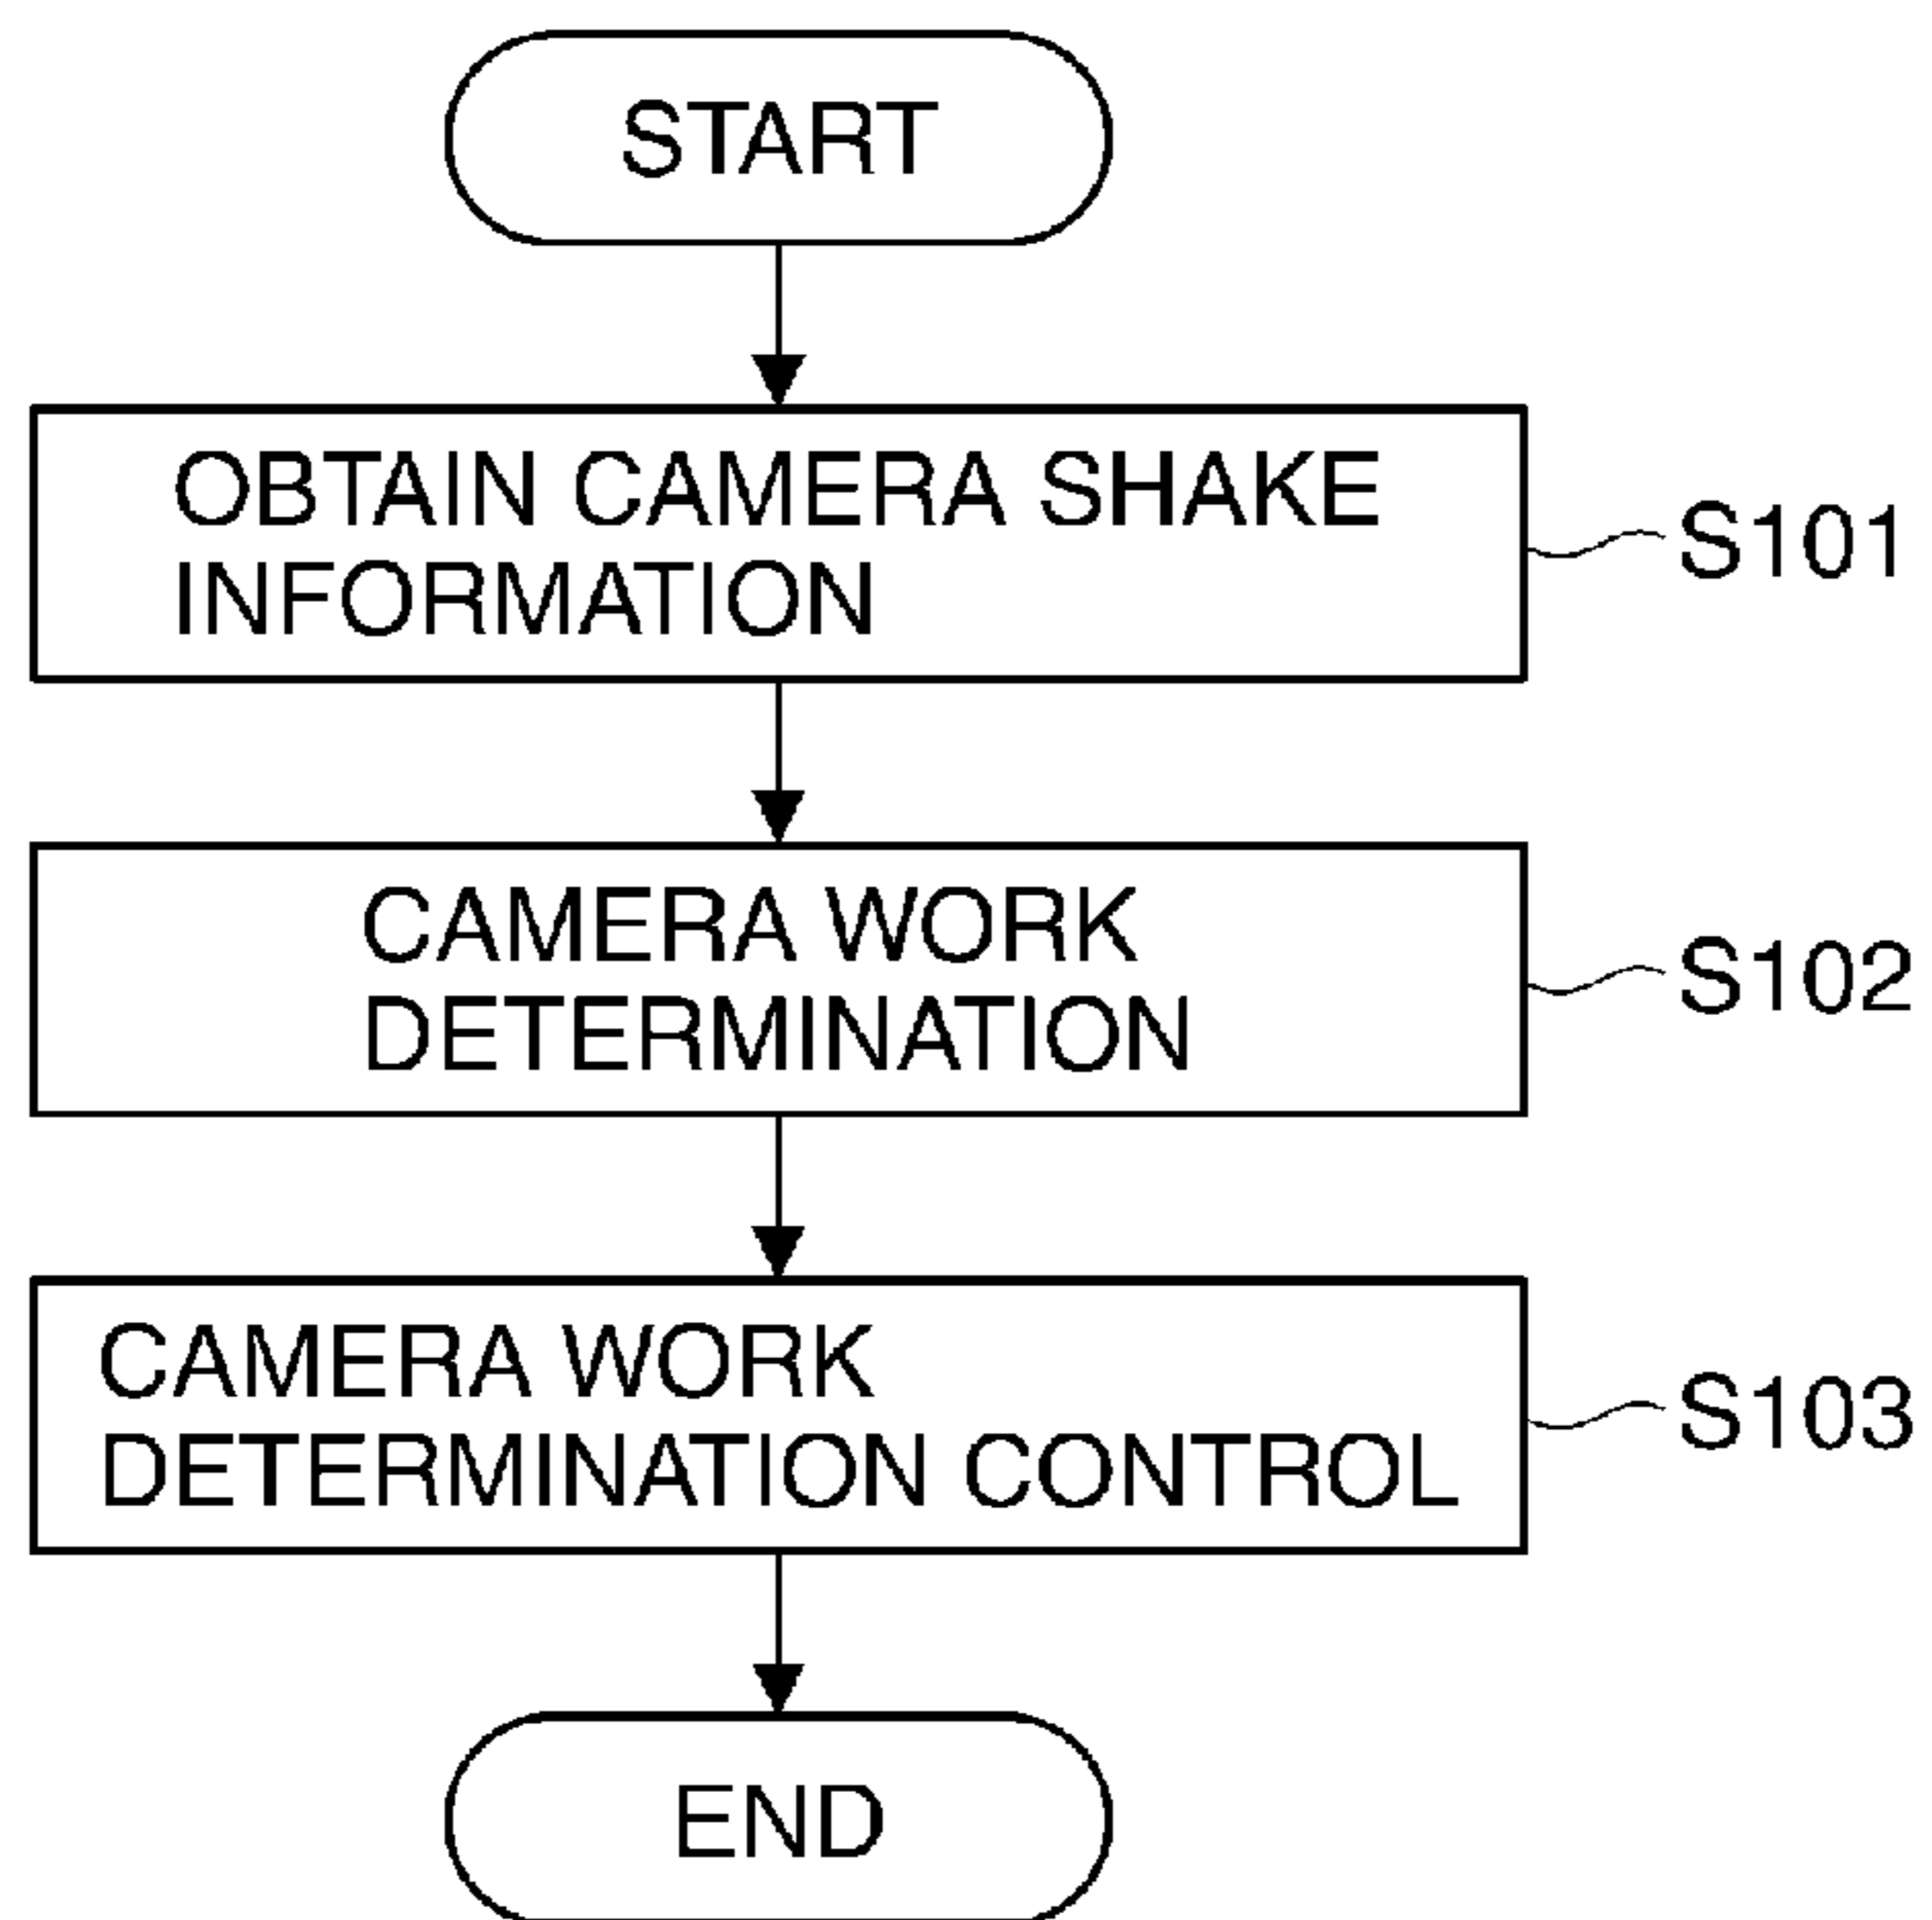 START
OBTAIN CAMERA SHAKE
INFORMATION
S101
CAMERA WORK
DETERMINATION
S102
CAMERA WORK
DETERMINATION CONTROL
S103
END